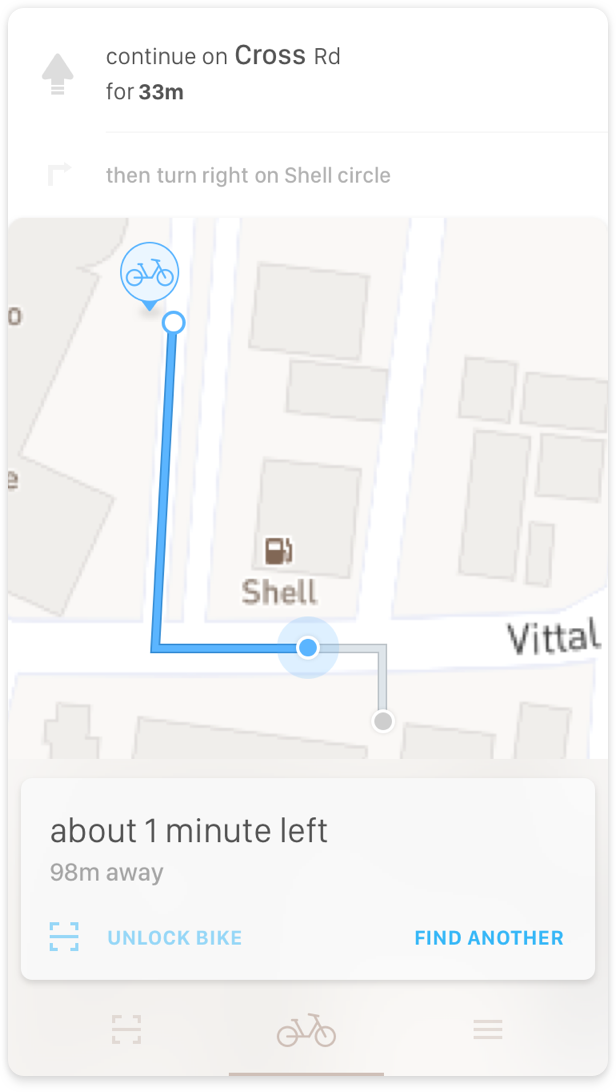 continue on Cross Rd
for 33m
then turn right on Shell circle
o
e
Shell
Vittal
about 1 minute left
98m away
UNLOCK BIKE
FIND ANOTHER